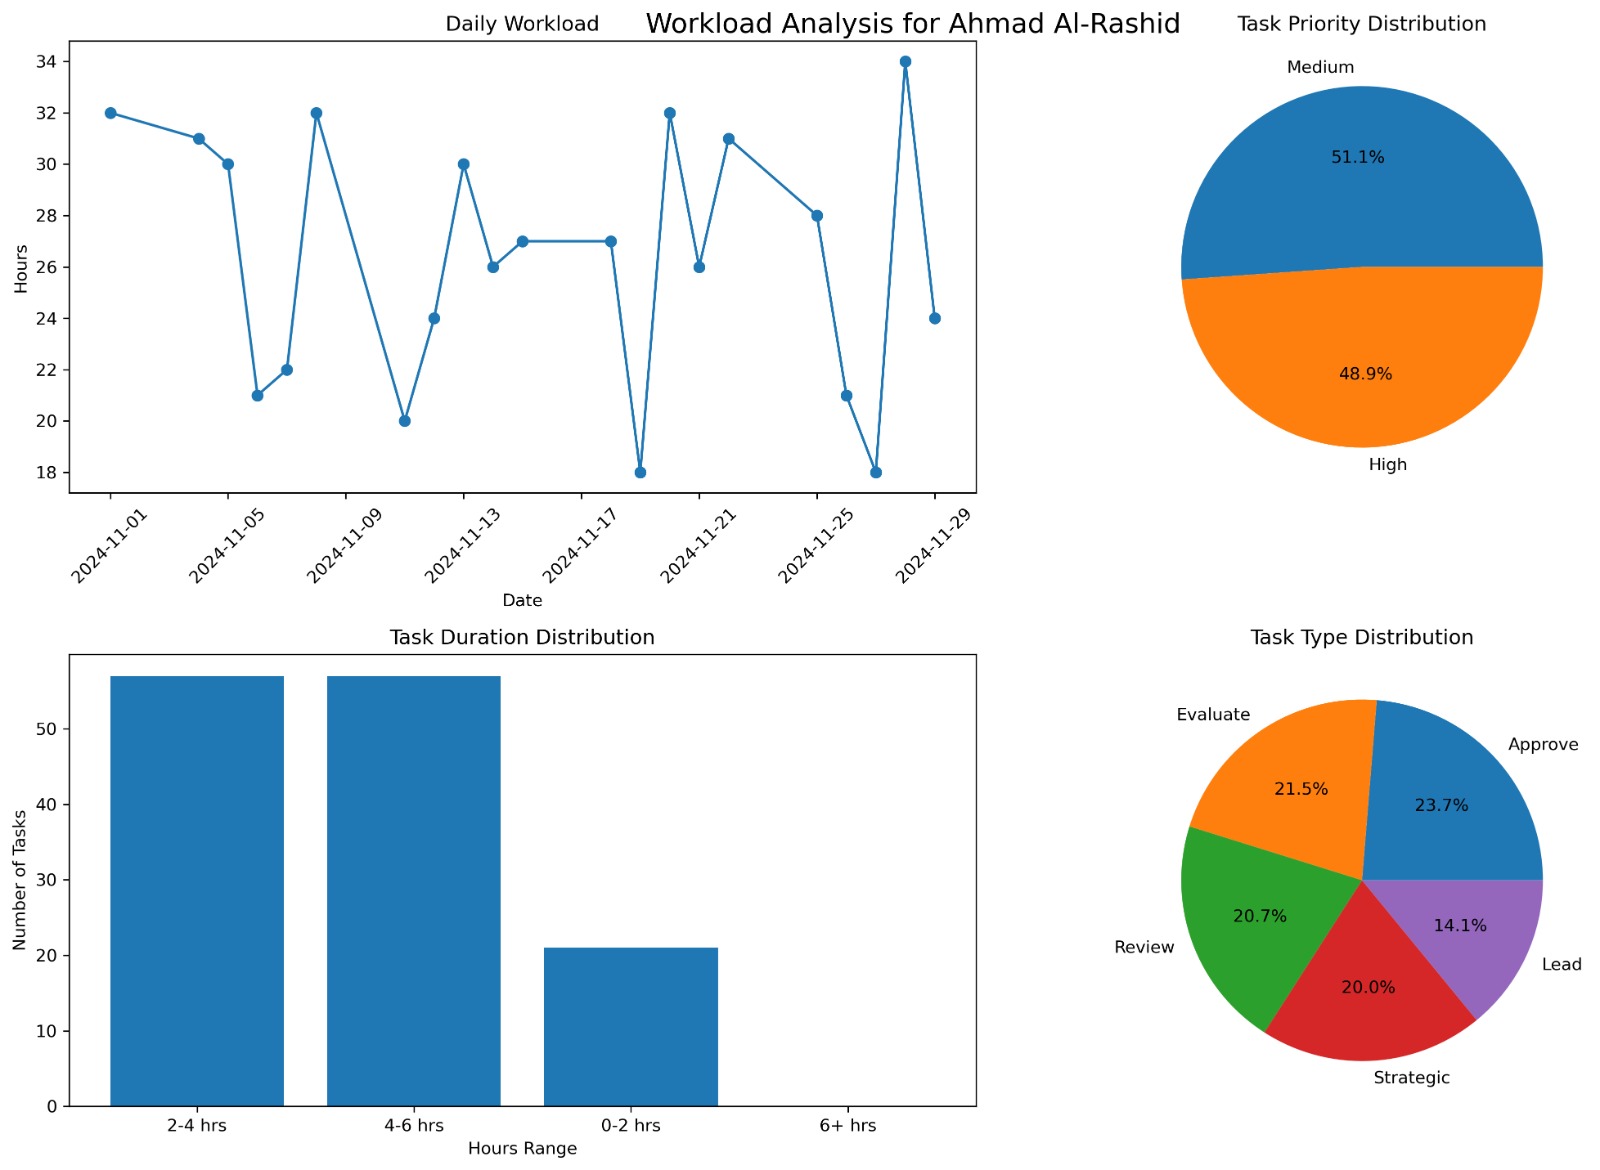 Workload Analysis for Ahmad Al-Rashid
Daily Workload
Hours
34
32
30
28
26
24
22
20
18
2024-11-01
2024-11-05
2024-11-09
2024-11-13
2024-11-17
2024-11-21
2024-11-25
2024-11-29
Date
Task Priority Distribution
Medium
51.1%
48.9%
High
Task Duration Distribution
Number of Tasks
50
40
30
20
10
0
2-4 hrs
4-6 hrs
0-2 hrs
6+ hrs
Hours Range
Task Type Distribution
Evaluate
Approve
21.5%
23.7%
20.7%
14.1%
Review
Lead
20.0%
Strategic